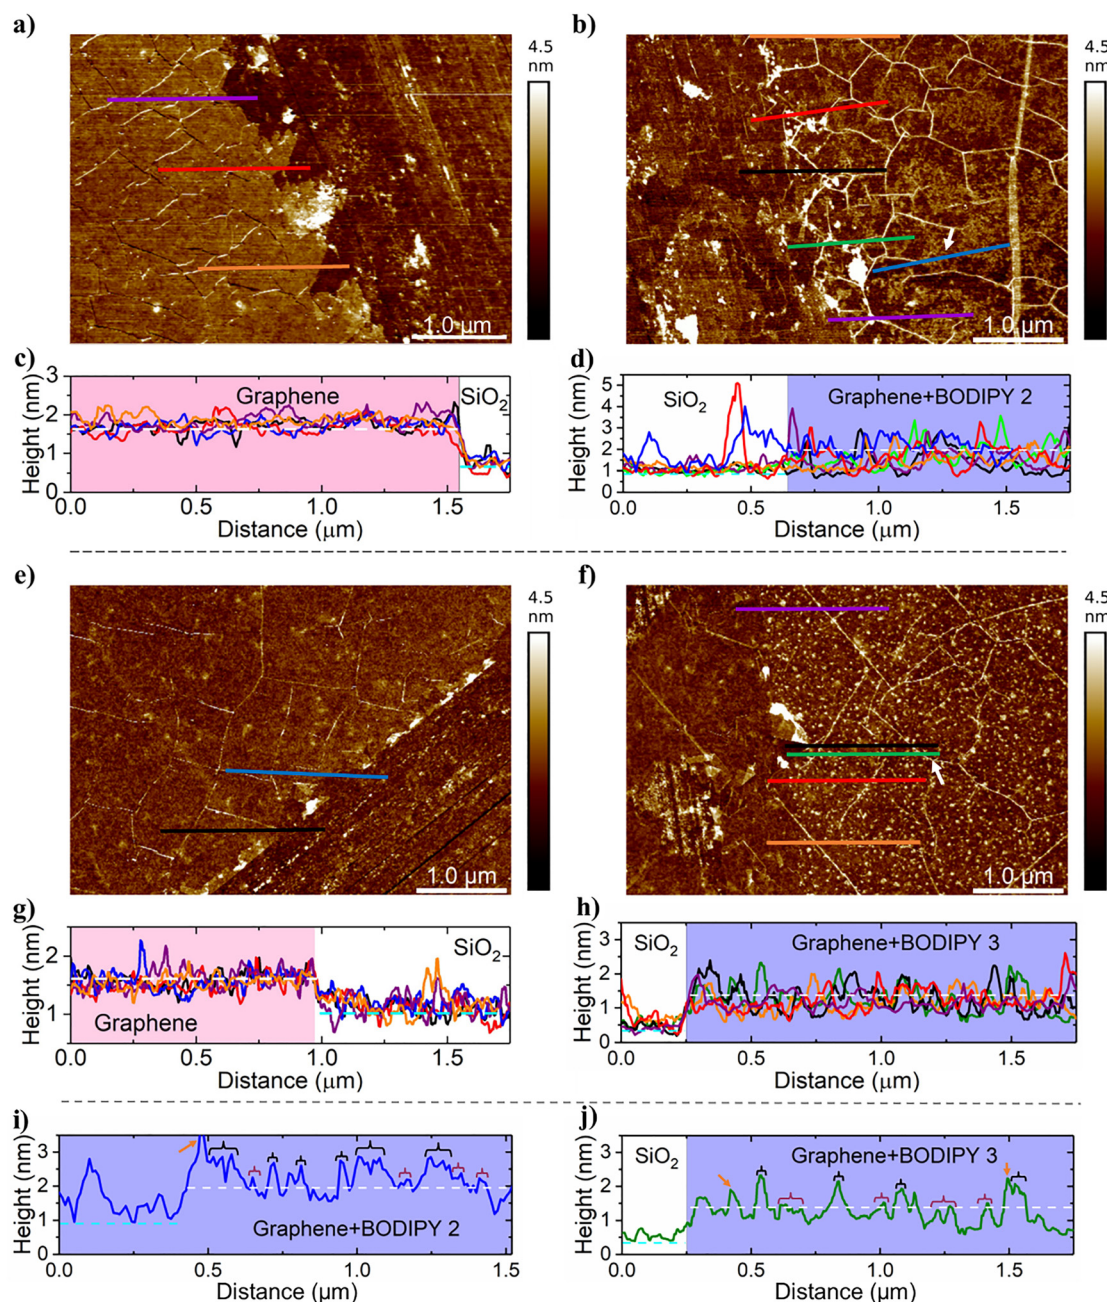 a)
b)
4.5
nm
4.5
nm
1.0 μm
1.0 μm
c)
d)
Height (nm)
3
2
1
0
Graphene
SiO2
0.0
0.5
1.0
1.5
Distance (μm)
Height (nm)
5
4
3
2
1
0
SiO2
Graphene+BODIPY 2
0.0
0.5
1.0
1.5
Distance (μm)
e)
f)
4.5
nm
4.5
nm
1.0 μm
1.0 μm
g)
h)
Height (nm)
2
1
0
Graphene
SiO2
0.0
0.5
1.0
1.5
Distance (μm)
Height (nm)
3
2
1
0
SiO2
Graphene+BODIPY 3
0.0
0.5
1.0
1.5
Distance (μm)
i)
j)
Height (nm)
3
2
1
0
Graphene+BODIPY 2
0.0
0.5
1.0
1.5
Distance (μm)
Height (nm)
3
2
1
0
SiO2
Graphene+BODIPY 3
0.0
0.5
1.0
1.5
Distance (μm)